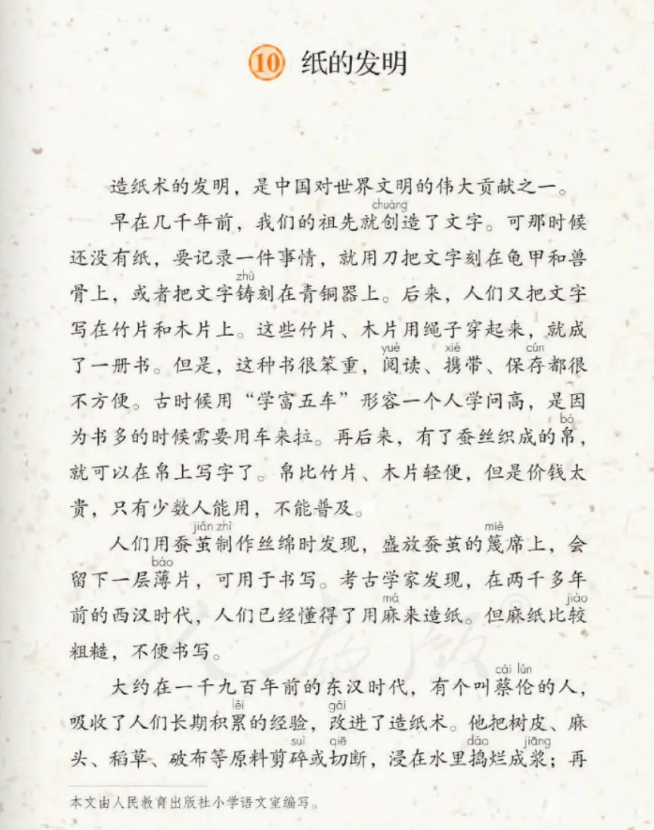 10 纸的发明
造纸术的发明，是中国对世界文明的伟大贡献之一。
chuàng
早在几千年前，我们的祖先就创造了文字。可那时候
还没有纸，要记录一件事情，就用刀把文字刻在龟甲和兽
zhù
骨上，或者把文字铸刻在青铜器上。后来，人们又把文字
写在竹片和木片上。这些竹片、木片用绳子穿起来，就成
yuè xié cún
了一册书。但是，这种书很笨重，阅读、携带、保存都很
不方便。古时候用“学富五车”形容一个人学问高，是因
bó
为书多的时候需要用车来拉。再后来，有了蚕丝织成的帛，
就可以在帛上写字了。帛比竹片、木片轻便，但是价钱太
贵，只有少数人能用，不能普及。
jiǎn zhì miè
人们用蚕茧制作丝绵时发现，盛放蚕茧的篾席上，会
báo
留下一层薄片，可用于书写。考古学家发现，在两千多年
má jiào
前的西汉时代，人们已经懂得了用麻来造纸。但麻纸比较
粗糙，不便书写。
cài lún
大约在一千九百年前的东汉时代，有个叫蔡伦的人，
lěi gǎi
吸收了人们长期积累的经验，改进了造纸术。他把树皮、麻
suì qiē dǎo jiāng
头、稻草、破布等原料剪碎或切断，浸在水里捣烂成浆；再
本文由人民教育出版社小学语文室编写。
人教版